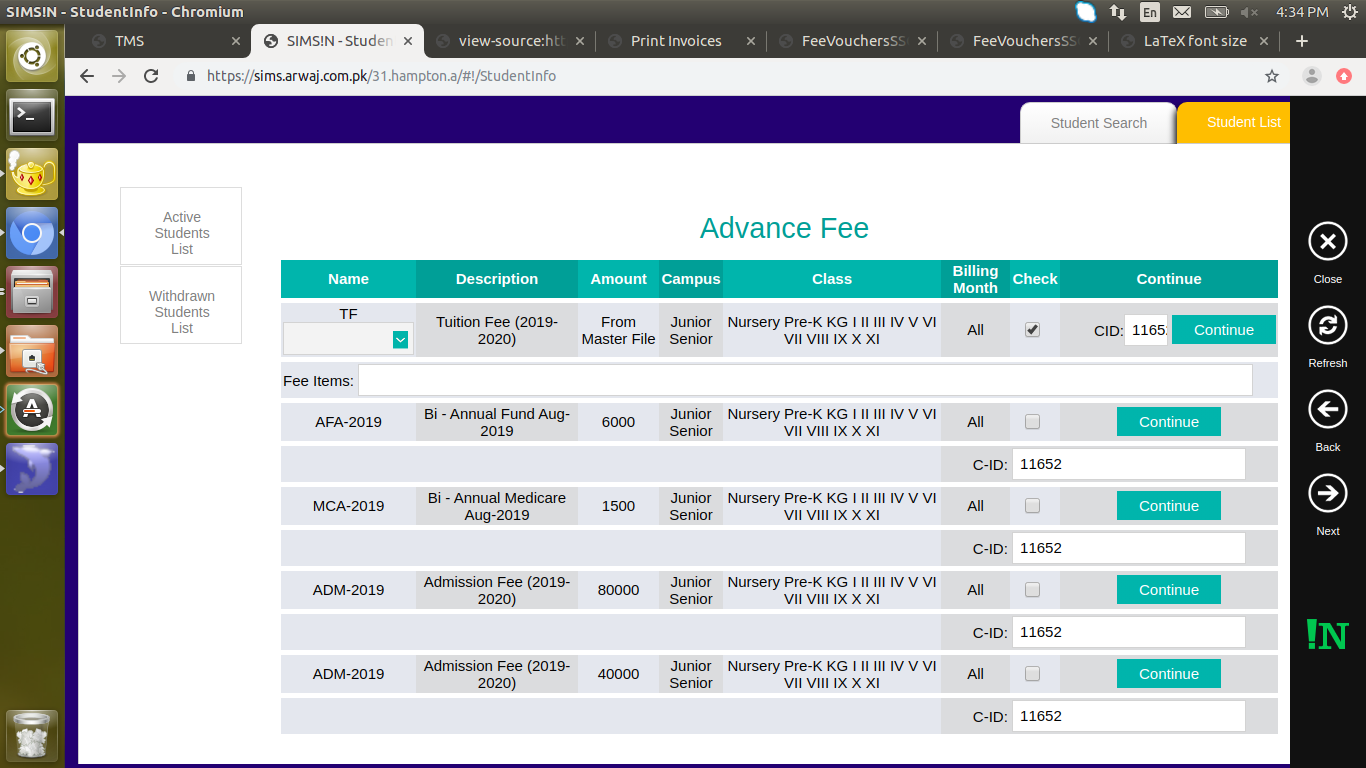 SIMS!N - StudentInfo - Chromium
En
4:34 PM
TMS
SIMS!N - Studen
view-source:htt
Print Invoices
FeeVouchersSS
FeeVouchersSS
LaTeX font size
https://sims.arwaj.com.pk/31.hampton.a/#!/StudentInfo
Student Search
Student List
Active
Students
List
Withdrawn
Students
List
Advance Fee
Name Description Amount Campus Class Billing Month Check Continue
TF
Tuition Fee (2019-
2020)
From
Master File
Junior
Senior
Nursery Pre-K KG I II III IV V VI
VII VIII IX X XI
All
CID: 11652
Continue
Fee Items:
AFA-2019
Bi - Annual Fund Aug-
2019
6000
Junior
Senior
Nursery Pre-K KG I II III IV V VI
VII VIII IX X XI
All
Continue
C-ID: 11652
MCA-2019
Bi - Annual Medicare
Aug-2019
1500
Junior
Senior
Nursery Pre-K KG I II III IV V VI
VII VIII IX X XI
All
Continue
C-ID: 11652
ADM-2019
Admission Fee (2019-
2020)
80000
Junior
Senior
Nursery Pre-K KG I II III IV V VI
VII VIII IX X XI
All
Continue
C-ID: 11652
ADM-2019
Admission Fee (2019-
2020)
40000
Junior
Senior
Nursery Pre-K KG I II III IV V VI
VII VIII IX X XI
All
Continue
C-ID: 11652
Close
Refresh
Back
Next
!N